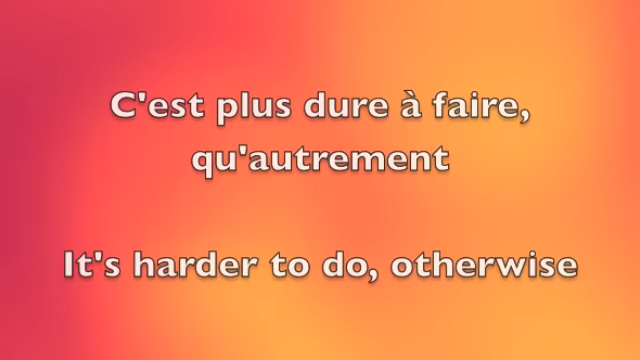 C'est plus dure à faire,
qu'autrement
It's harder to do, otherwise